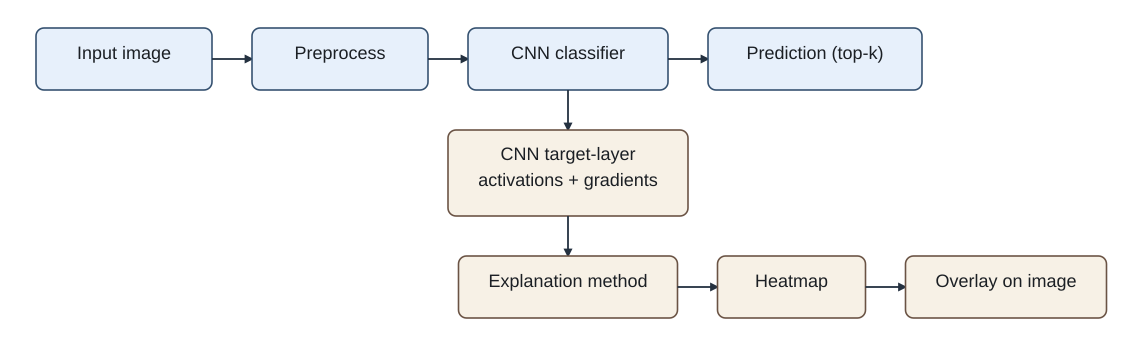 Input image
Preprocess
CNN classifier
Prediction (top-k)
CNN target-layer
activations + gradients
Explanation method
Heatmap
Overlay on image